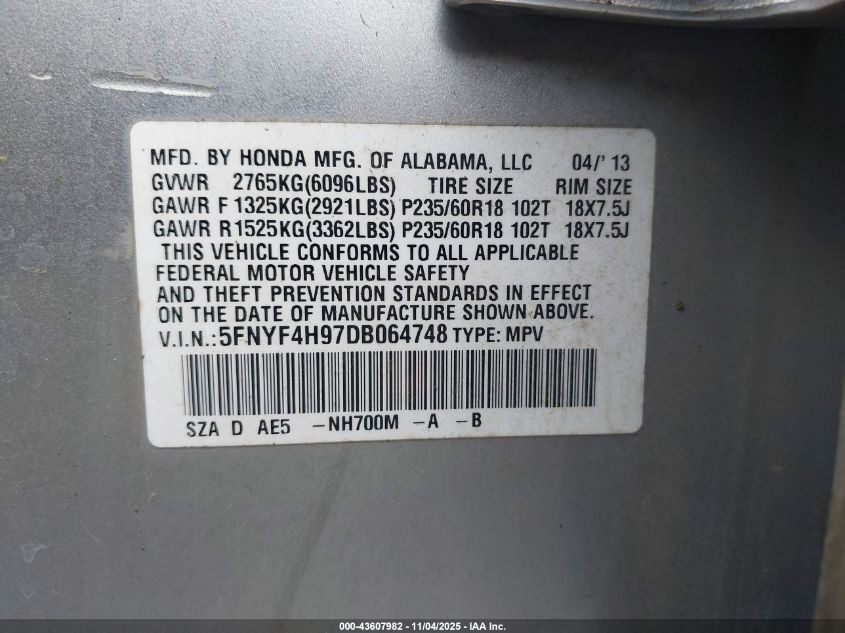 MFD. BY HONDA MFG. OF ALABAMA, LLC 04/'13
GVWR 2765KG(6096LBS) TIRE SIZE RIM SIZE
GAWR F 1325KG(2921LBS) P235/60R18 102T 18X7.5J
GAWR R1525KG(3362LBS) P235/60R18 102T 18X7.5J
THIS VEHICLE CONFORMS TO ALL APPLICABLE
FEDERAL MOTOR VEHICLE SAFETY
AND THEFT PREVENTION STANDARDS IN EFFECT
ON THE DATE OF MANUFACTURE SHOWN ABOVE.
V.I.N.:5FNYF4H97DB064748 TYPE: MPV
SZA D AE5 -NH700M -A -B
000-43607982 - 11/04/2025 - IAA Inc.